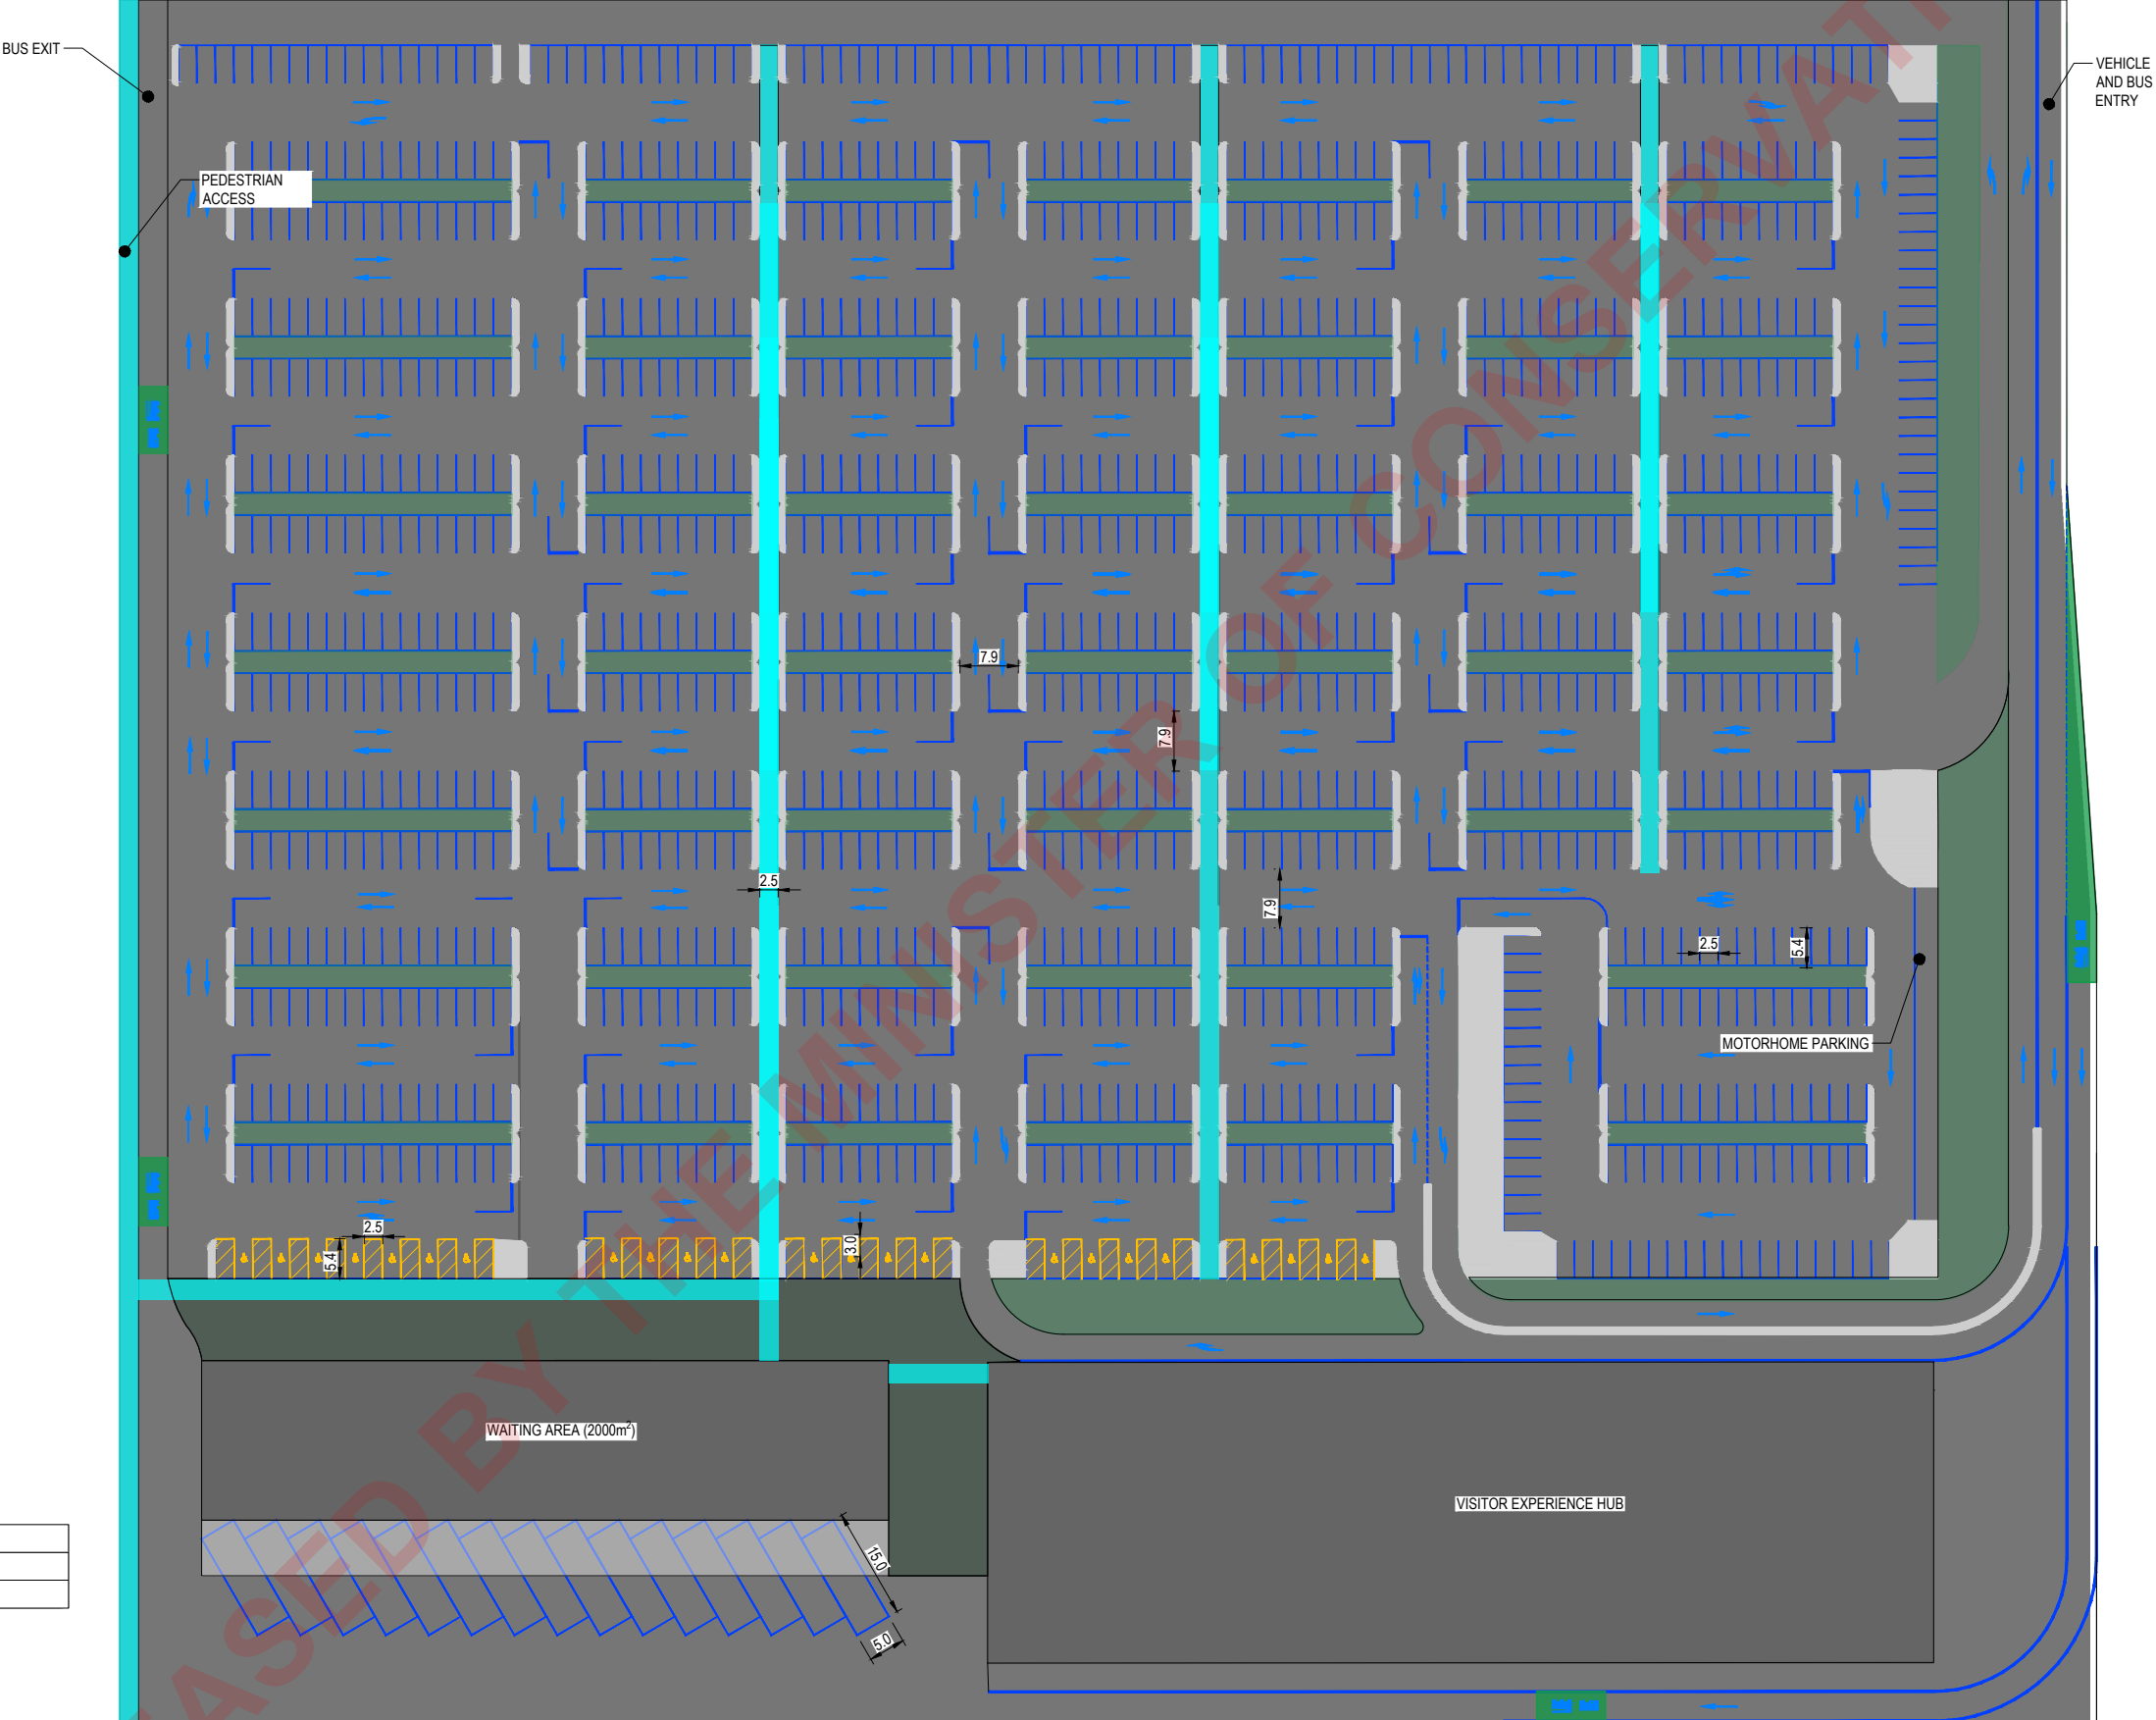 BUS EXIT
VEHICLE
AND BUS
ENTRY
PEDESTRIAN
ACCESS
7.9
7.9
2.5
7.9
2.5
5.4
MOTORHOME PARKING
2.5
5.4
3.0
WAITING AREA (2000m²)
VISITOR EXPERIENCE HUB
15.0
5.0
ASED BY THE MINISTER OF CONSERVATI